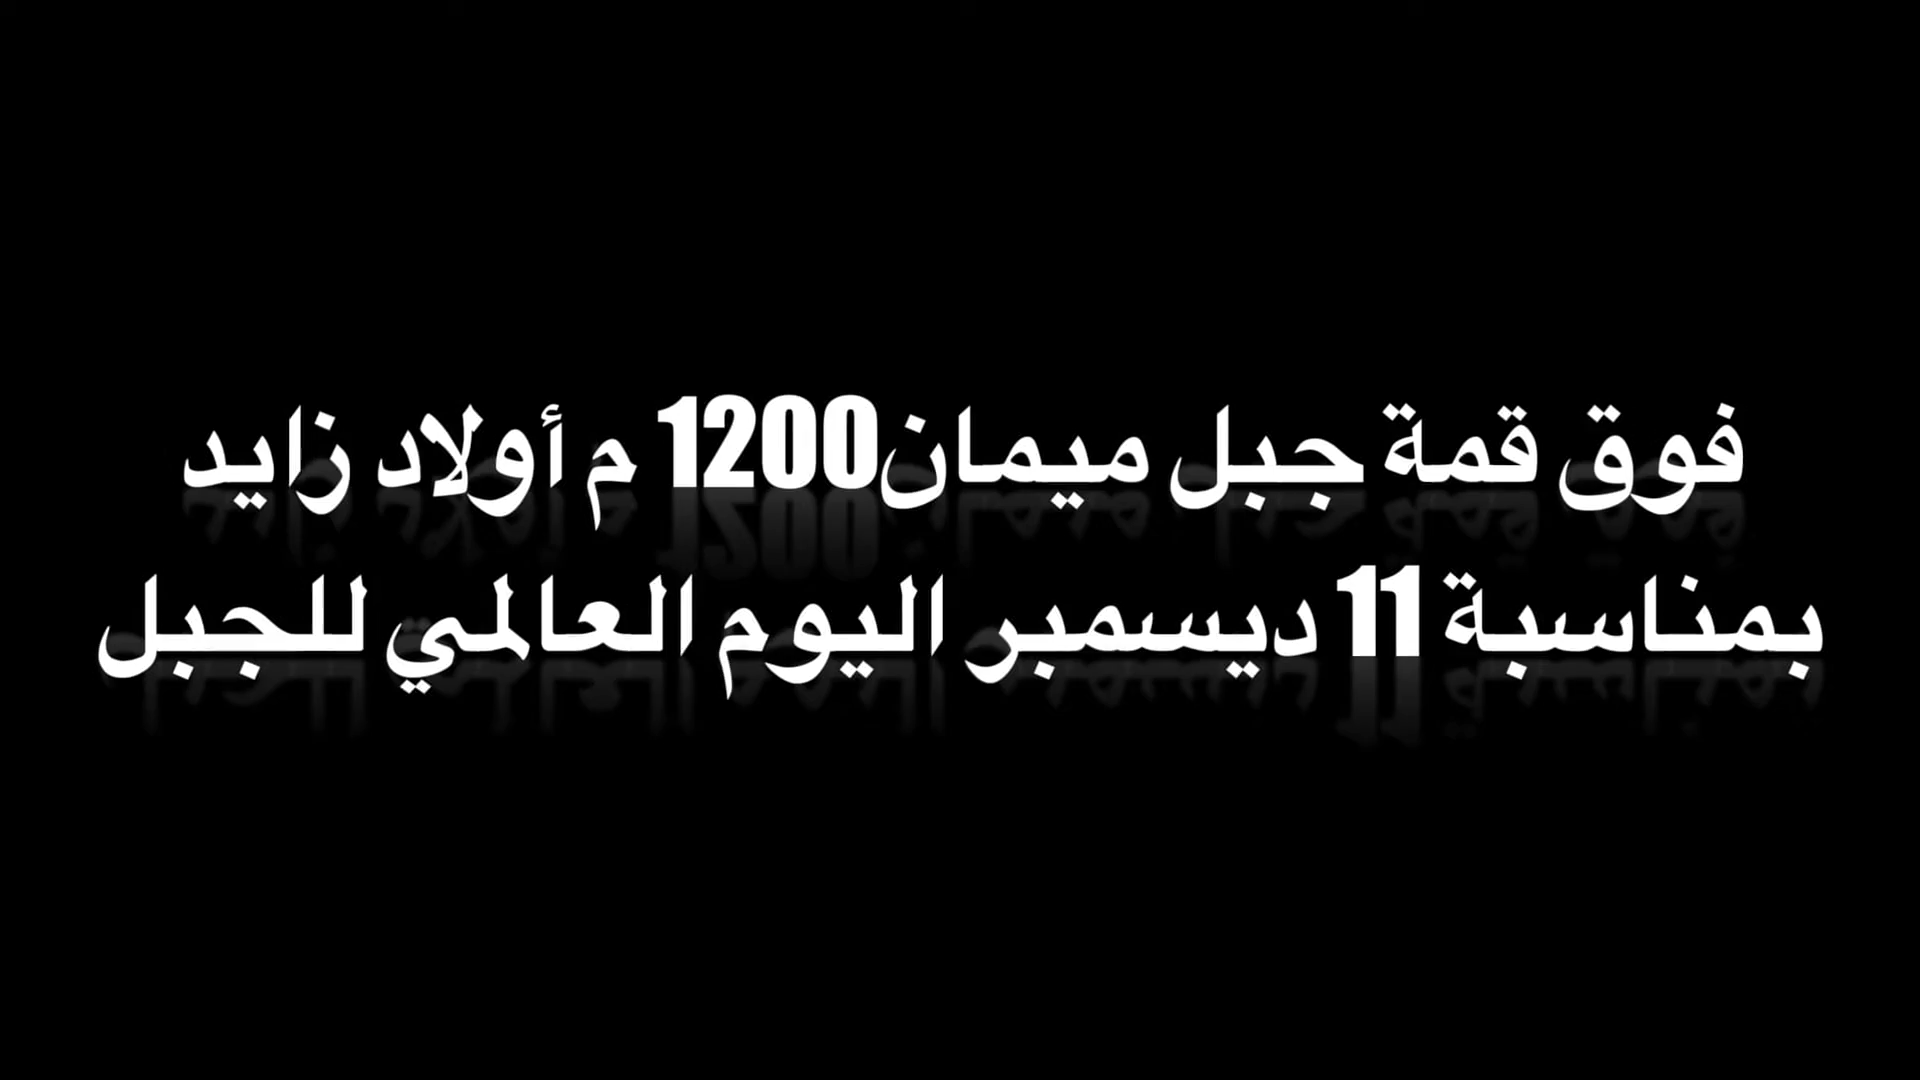 فوق قمة جبل ميمان1200 م أولاد زايد
بمناسبة 11 ديسمبر اليوم العالمي للجبل